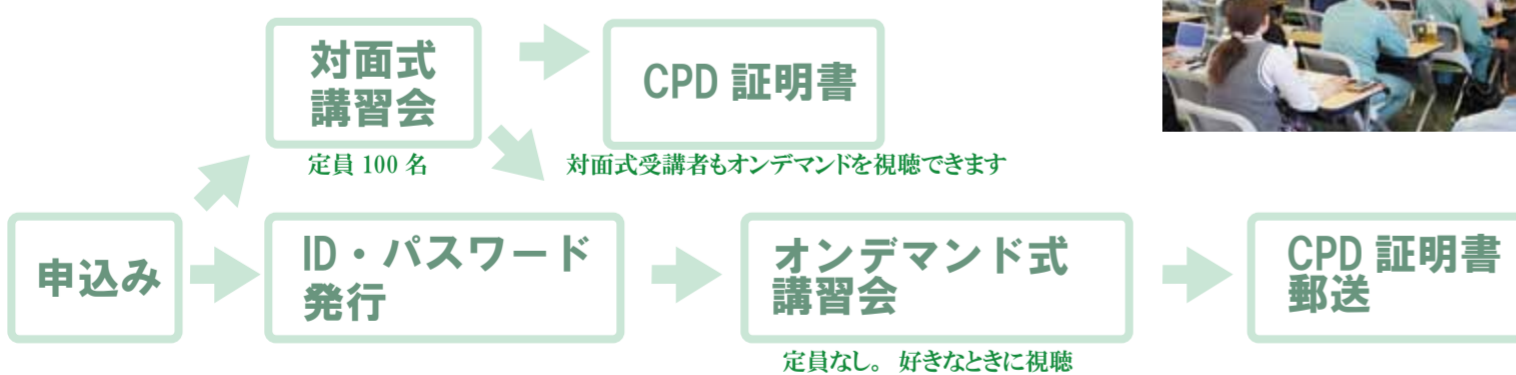 対面式
講習会
CPD 証明書
定員 100 名
対面式受講者もオンデマンドを視聴できます
申込み
ID・パスワード
発行
オンデマンド式
講習会
CPD 証明書
郵送
定員なし。好きなときに視聴